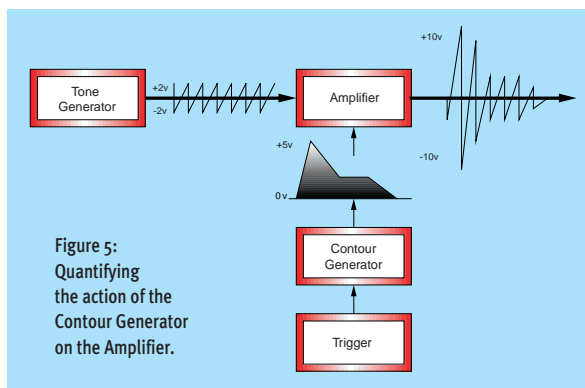 Tone
Generator
+2v
-2v
Amplifier
+10v
-10v
+5v
0v
Contour
Generator
Trigger
Figure 5:
Quantifying
the action of the
Contour Generator
on the Amplifier.